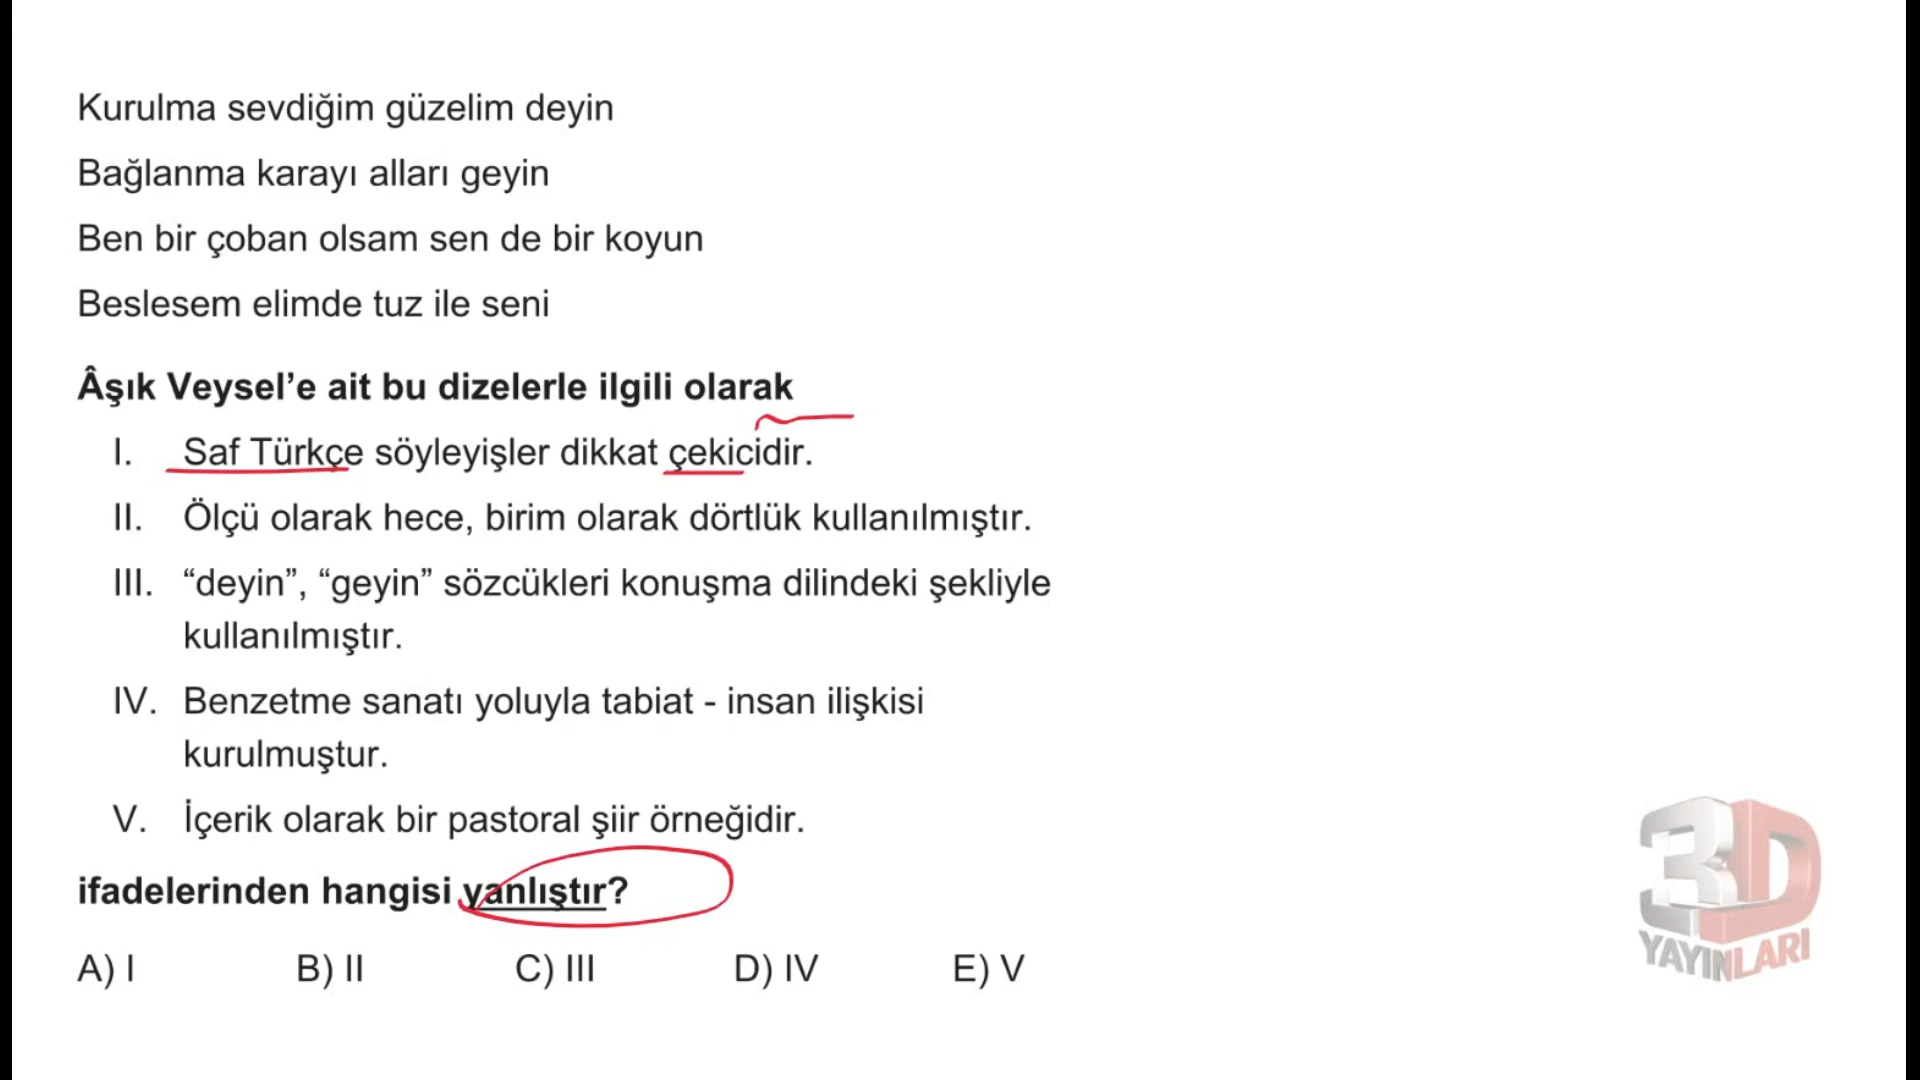 Kurulma sevdiğim güzelim deyin
Bağlanma karayı alları geyin
Ben bir çoban olsam sen de bir koyun
Beslesem elimde tuz ile seni
Âşık Veysel’e ait bu dizelerle ilgili olarak
I. Saf Türkçe söyleyişler dikkat çekicidir.
II. Ölçü olarak hece, birim olarak dörtlük kullanılmıştır.
III. “deyin”, “geyin” sözcükleri konuşma dilindeki şekliyle
kullanılmıştır.
IV. Benzetme sanatı yoluyla tabiat - insan ilişkisi
kurulmuştur.
V. İçerik olarak bir pastoral şiir örneğidir.
ifadelerinden hangisi yanlıştır?
A) I B) II C) III D) IV E) V
3D
YAYINLARI